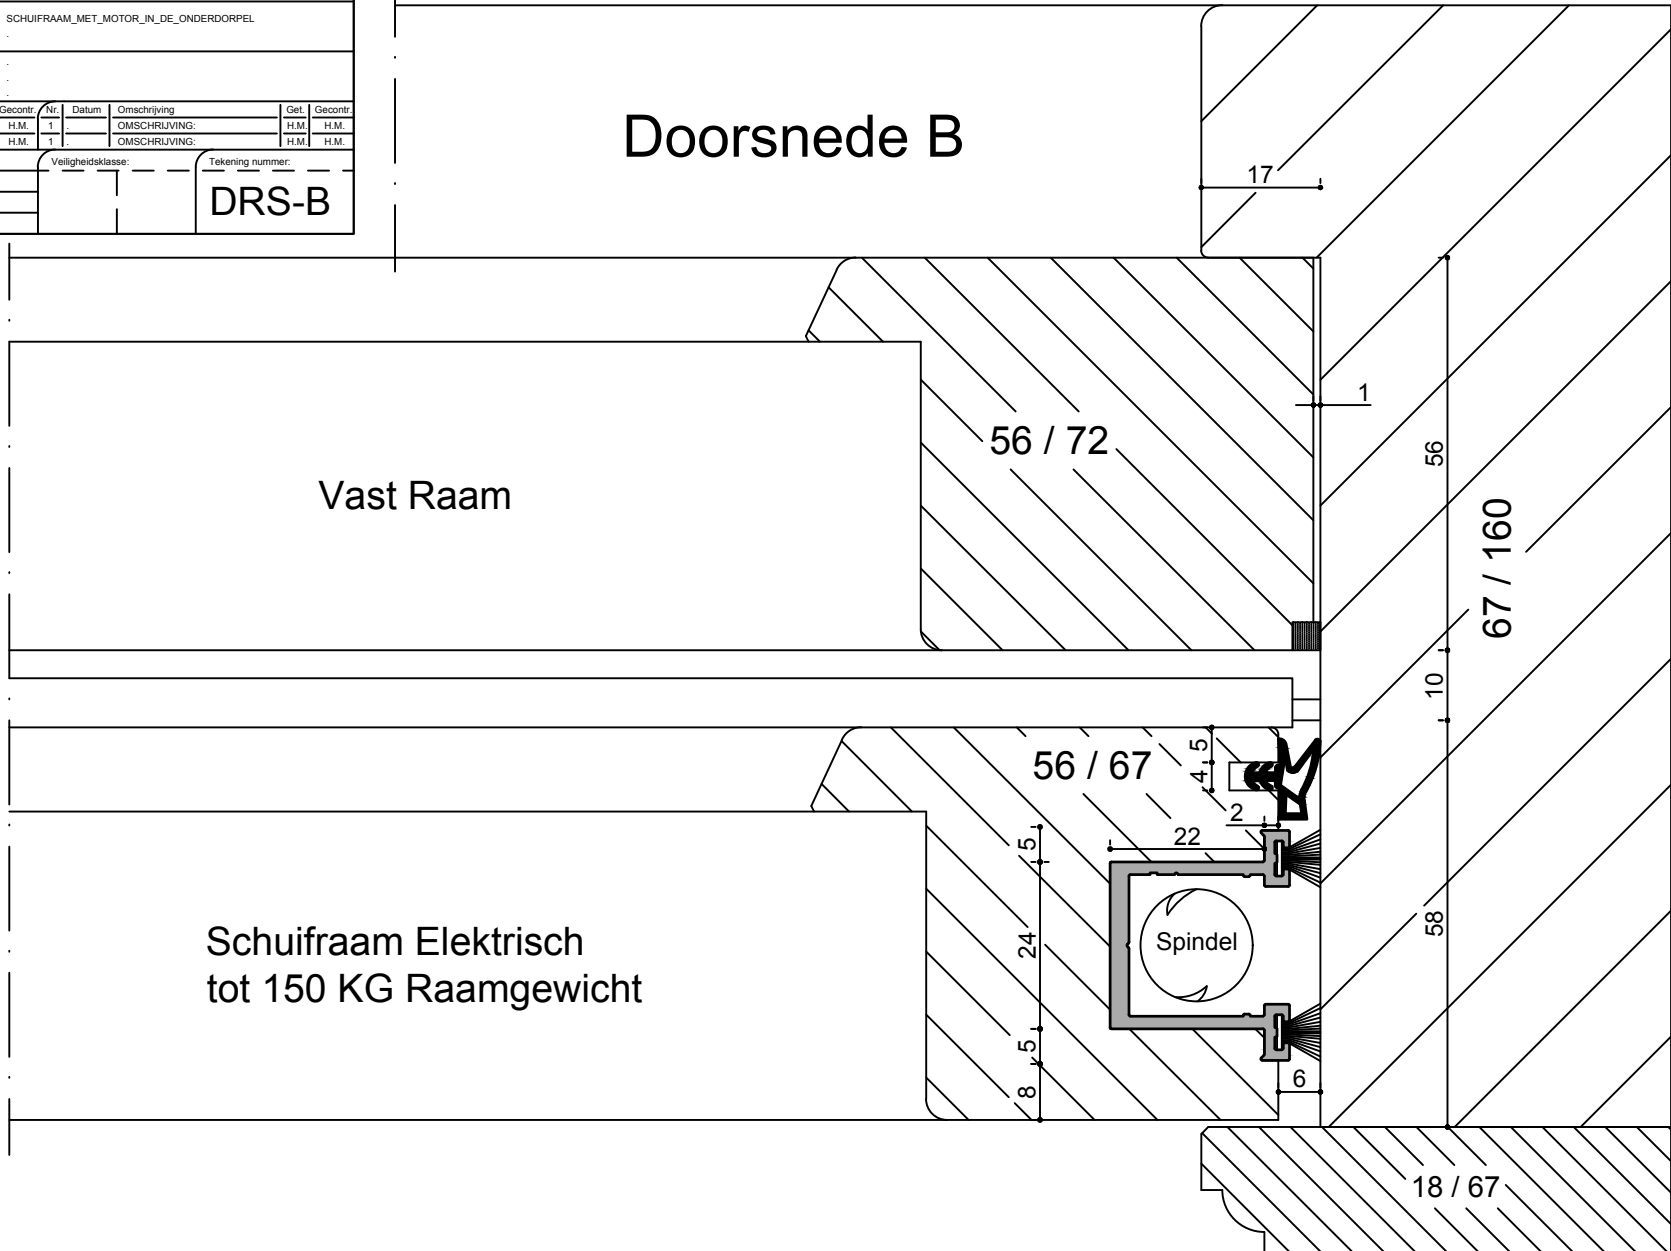 SCHUIFRAAM_MET_MOTOR_IN_DE_ONDERDORPEL
Gecontr. Nr. Datum Omschrijving Get. Gecontr.
H.M. 1 . OMSCHRIJVING: H.M. H.M.
H.M. 1 . OMSCHRIJVING: H.M. H.M.
Veiligheidsklasse: Tekening nummer:
DRS-B
Doorsnede B
17
1
56 / 72
56
Vast Raam
67 / 160
10
56 / 67
5
4
2
22
5
24
Spindel
58
Schuifraam Elektrisch
tot 150 KG Raamgewicht
5
8
6
18 / 67